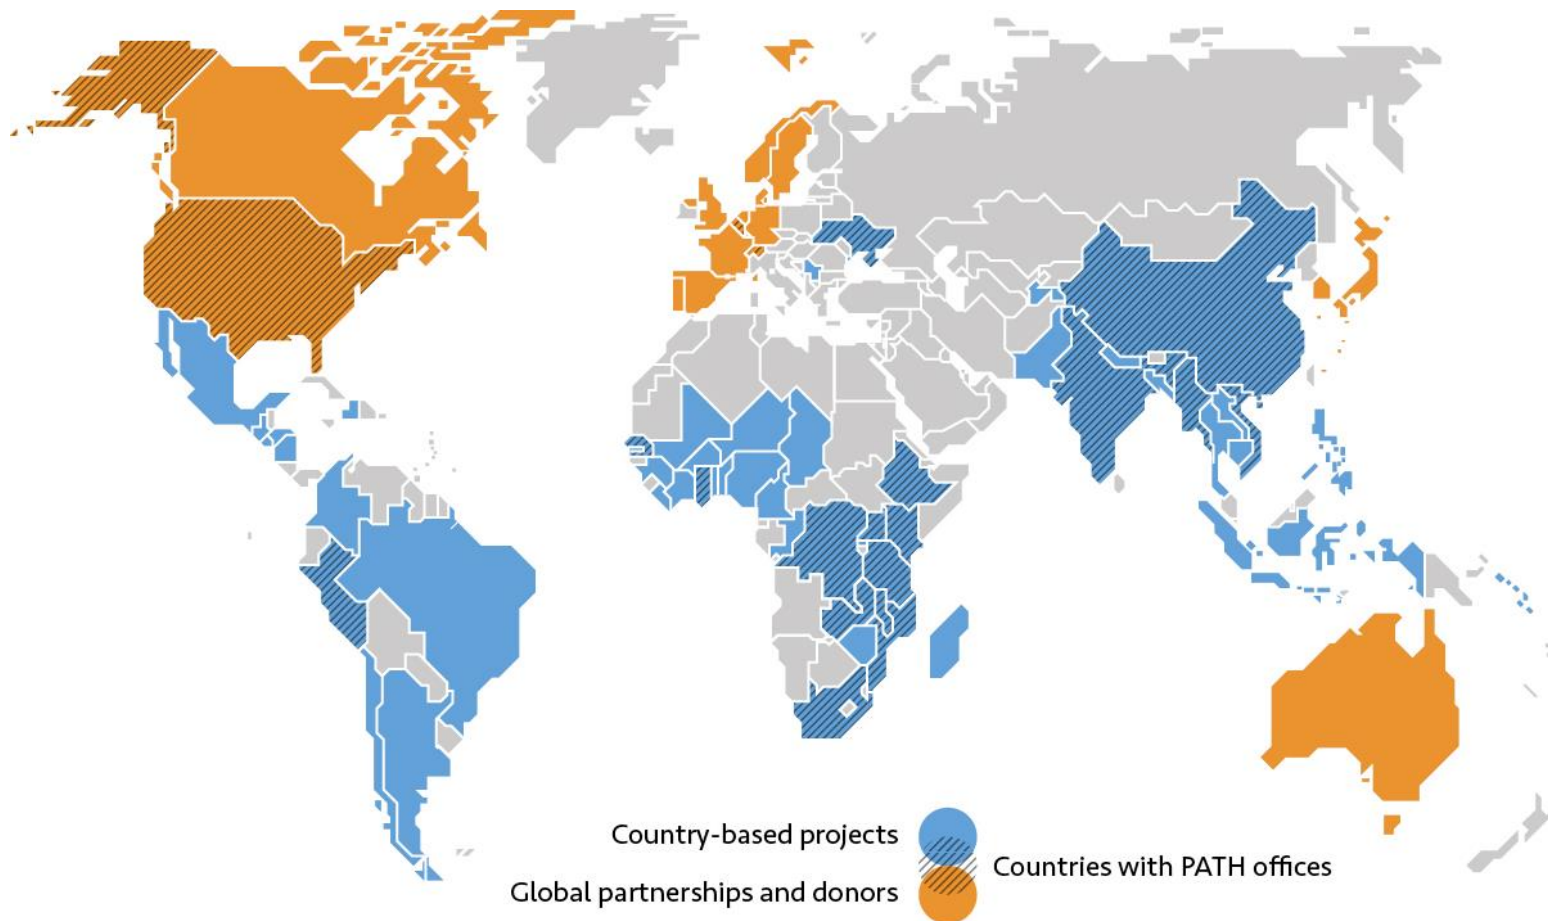 Country-based projects
Countries with PATH offices
Global partnerships and donors